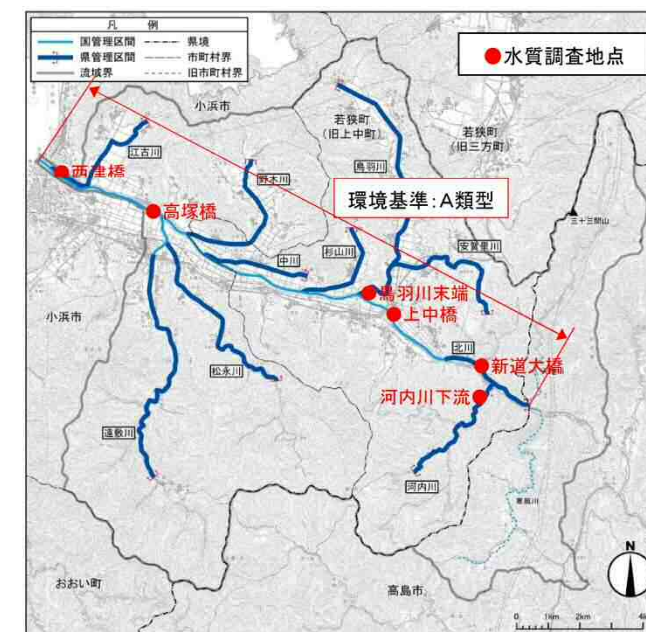 凡 例
国管理区間
県境
県管理区間
市町村界
流域界
旧市町村界
水質調査地点
小浜市
若狭町
(旧上中町)
若狭町
(旧三方町)
江古川
西津橋
野木川
鳥羽川
環境基準:A類型
高塚橋
三十三間山
杉山川
安賀里川
中川
鳥羽川末端
小浜市
上中橋
北川
新道大橋
松永川
河内川下流
遠敷川
河内川
寒風川
N
おおい町
高島市
0 1km 2km 4km